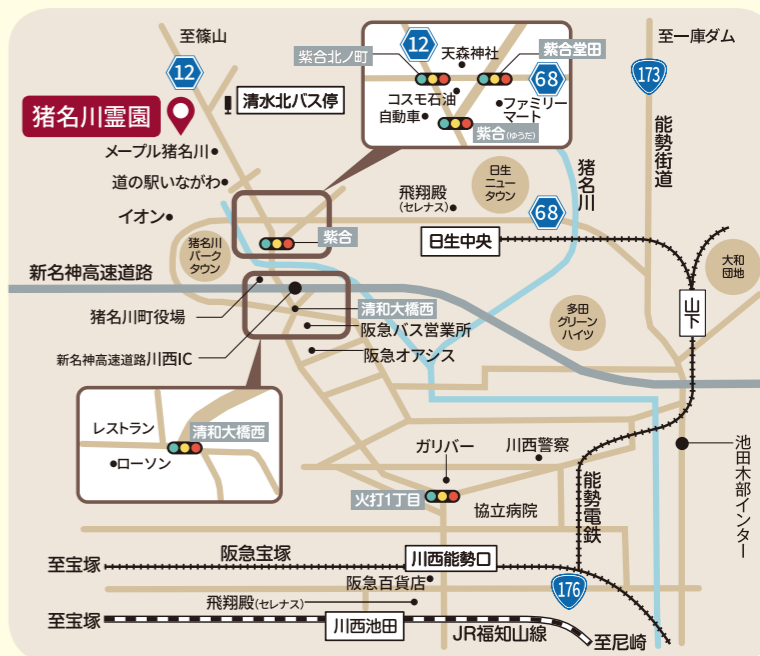 至篠山
12
清水北バス停
猪名川霊園
メープル猪名川
道の駅いながわ
イオン
紫合北ノ町
12
天森神社
紫合堂田
68
コスモ石油
自動車
ファミリー
マート
紫合(ゆうだ)
至一庫ダム
173
能勢街道
日生
ニュー
タウン
猪名川
飛翔殿
(セレナス)
68
紫合
猪名川
パーク
タウン
日生中央
大和
団地
新名神高速道路
山下
猪名川町役場
清和大橋西
阪急バス営業所
多田
グリーン
ハイツ
新名神高速道路川西IC
阪急オアシス
レストラン
清和大橋西
ローソン
ガリバー
川西警察
池田木部インター
火打1丁目
協立病院
能勢電鉄
至宝塚
阪急宝塚
川西能勢口
阪急百貨店
176
飛翔殿(セレナス)
至宝塚
川西池田
JR福知山線
至尼崎